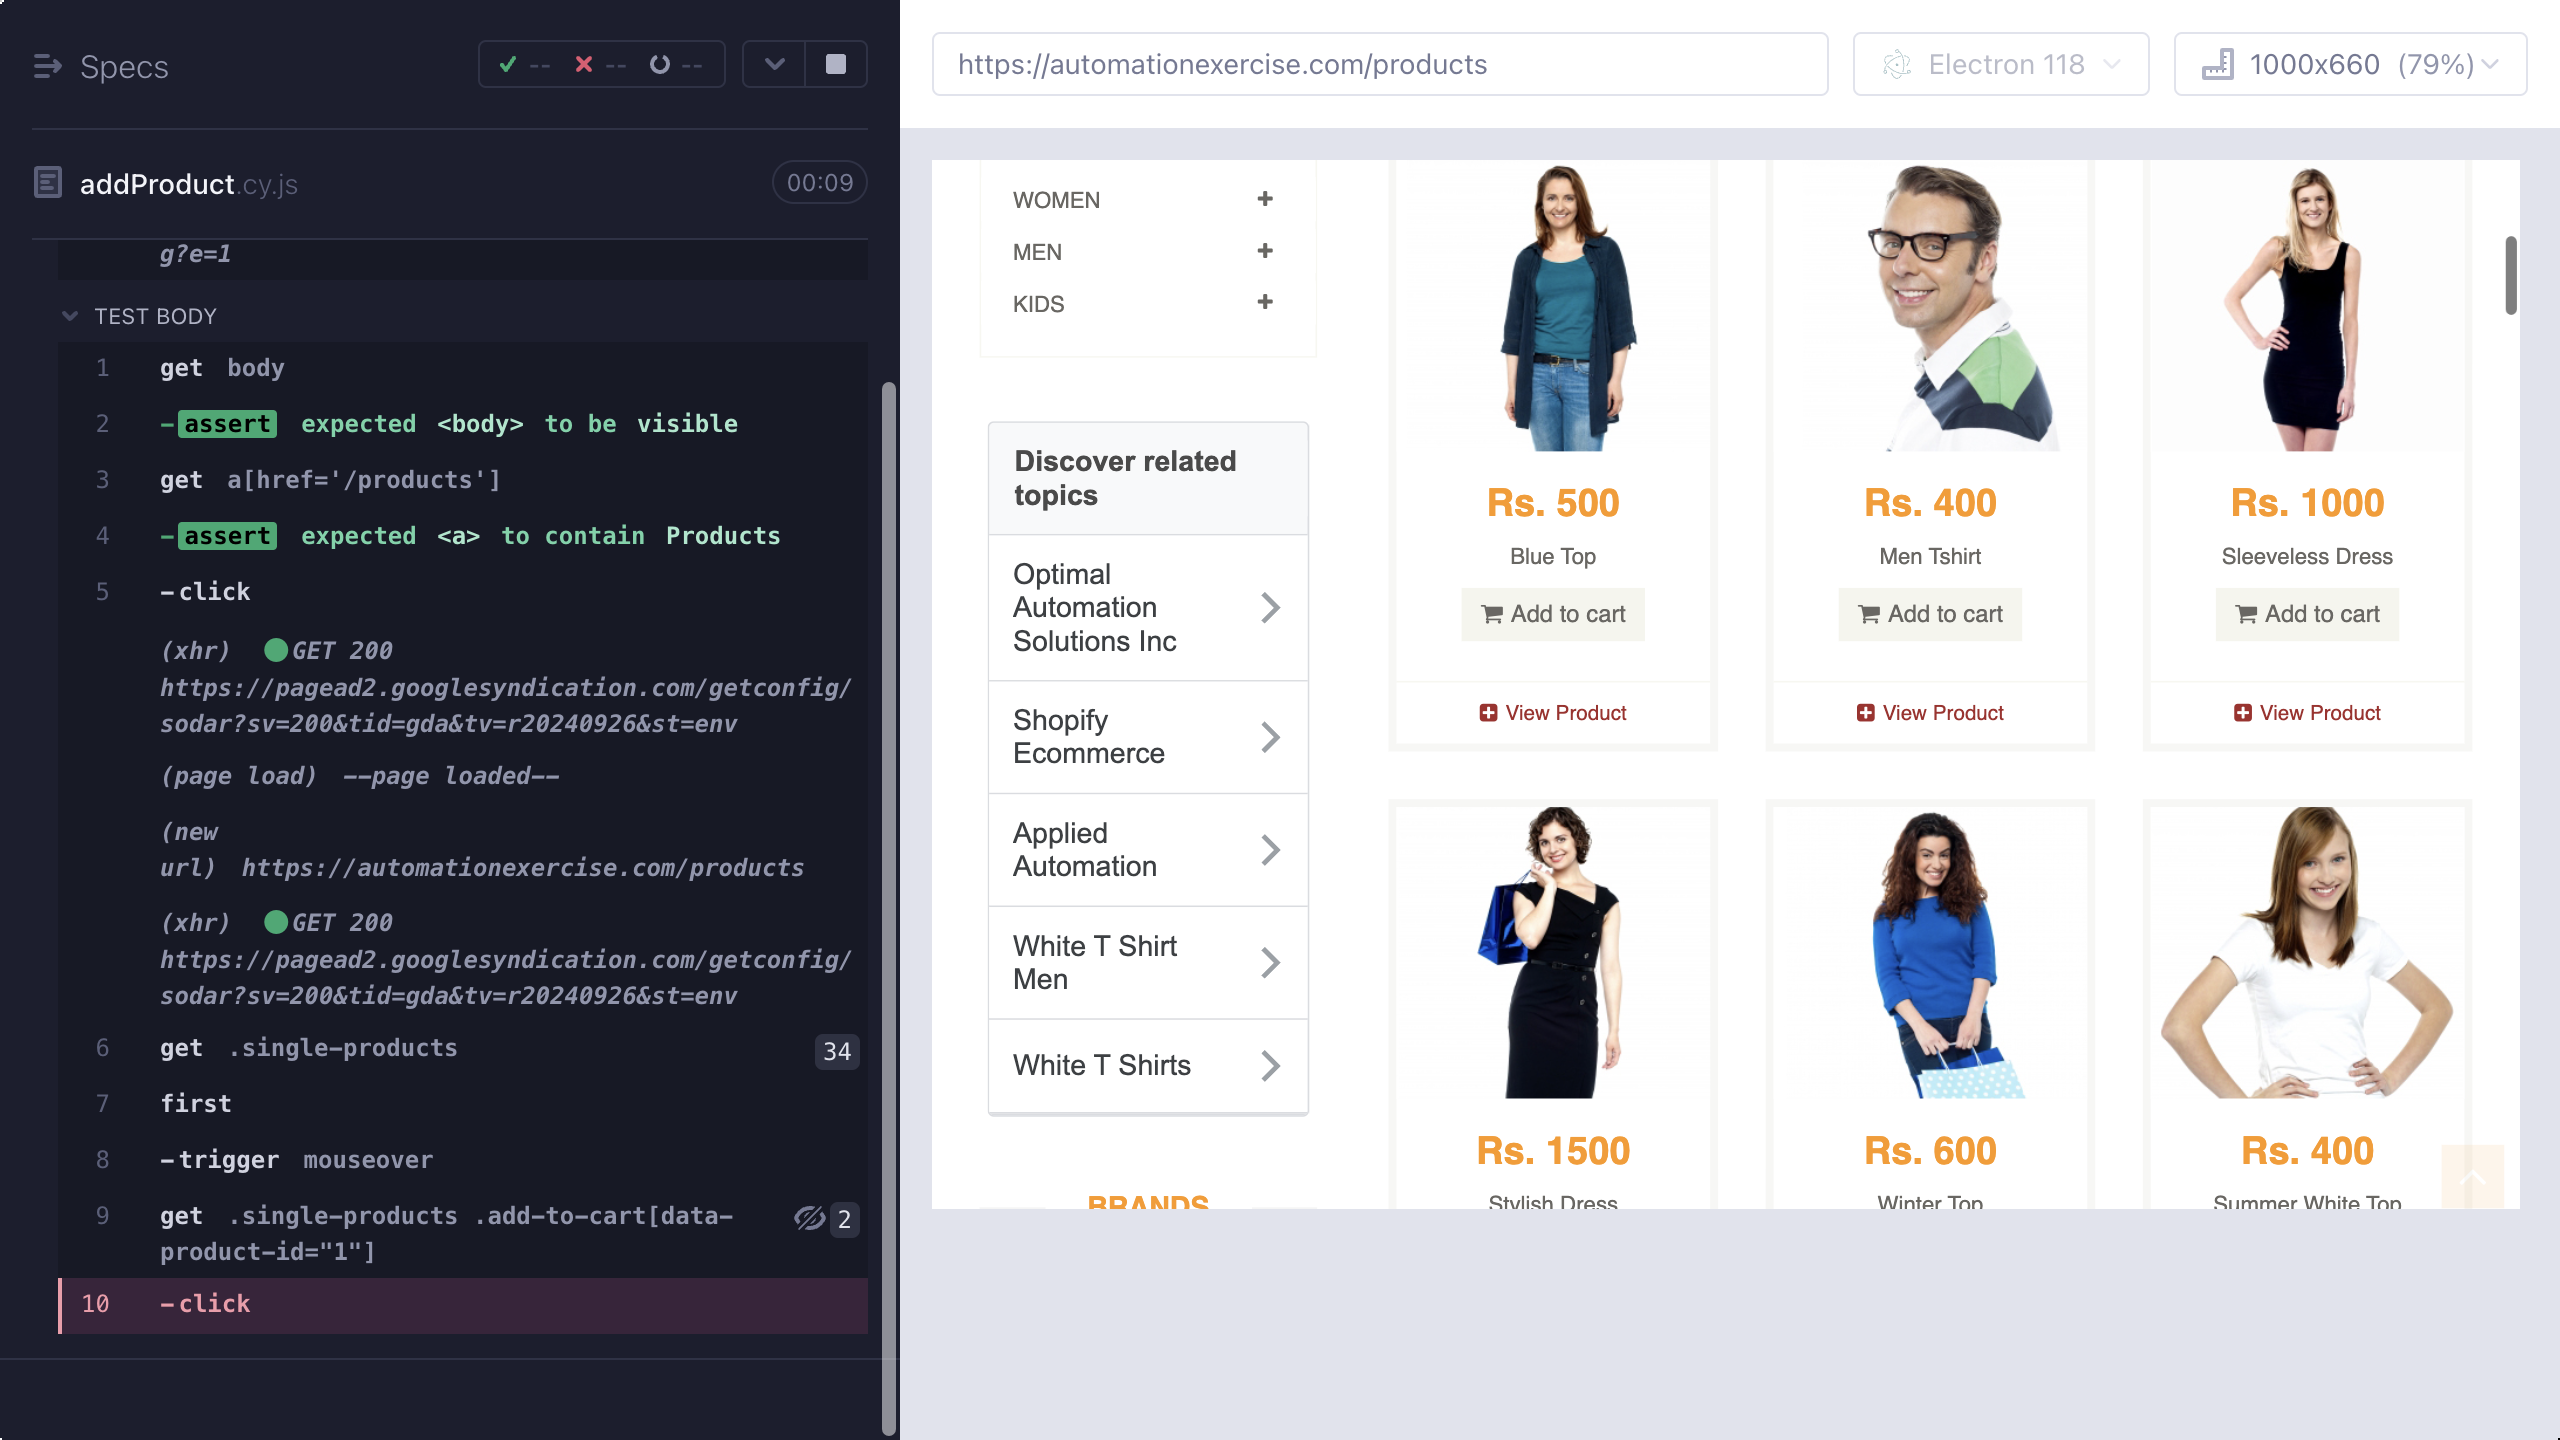 Specs
-- -- --
addProduct.cy.js
00:09
g?e=1
TEST BODY
1 get body
2 -assert expected <body> to be visible
3 get a[href='/products']
4 -assert expected <a> to contain Products
5 -click
(xhr) GET 200
https://pagead2.googlesyndication.com/getconfig/
sodar?sv=200&tid=gda&tv=r20240926&st=env
(page load) --page loaded--
(new
url) https://automationexercise.com/products
(xhr) GET 200
https://pagead2.googlesyndication.com/getconfig/
sodar?sv=200&tid=gda&tv=r20240926&st=env
6 get .single-products 34
7 first
8 -trigger mouseover
9 get .single-products .add-to-cart[data-
product-id="1"] 2
10 -click
https://automationexercise.com/products
Electron 118
1000x660 (79%)
WOMEN +
MEN +
KIDS +
Discover related
topics
Optimal
Automation
Solutions Inc
Shopify
Ecommerce
Applied
Automation
White T Shirt
Men
White T Shirts
BRANDS
Rs. 500
Blue Top
Add to cart
View Product
Rs. 400
Men Tshirt
Add to cart
View Product
Rs. 1000
Sleeveless Dress
Add to cart
View Product
Rs. 1500
Stylish Dress
Rs. 600
Winter Top
Rs. 400
Summer White Top